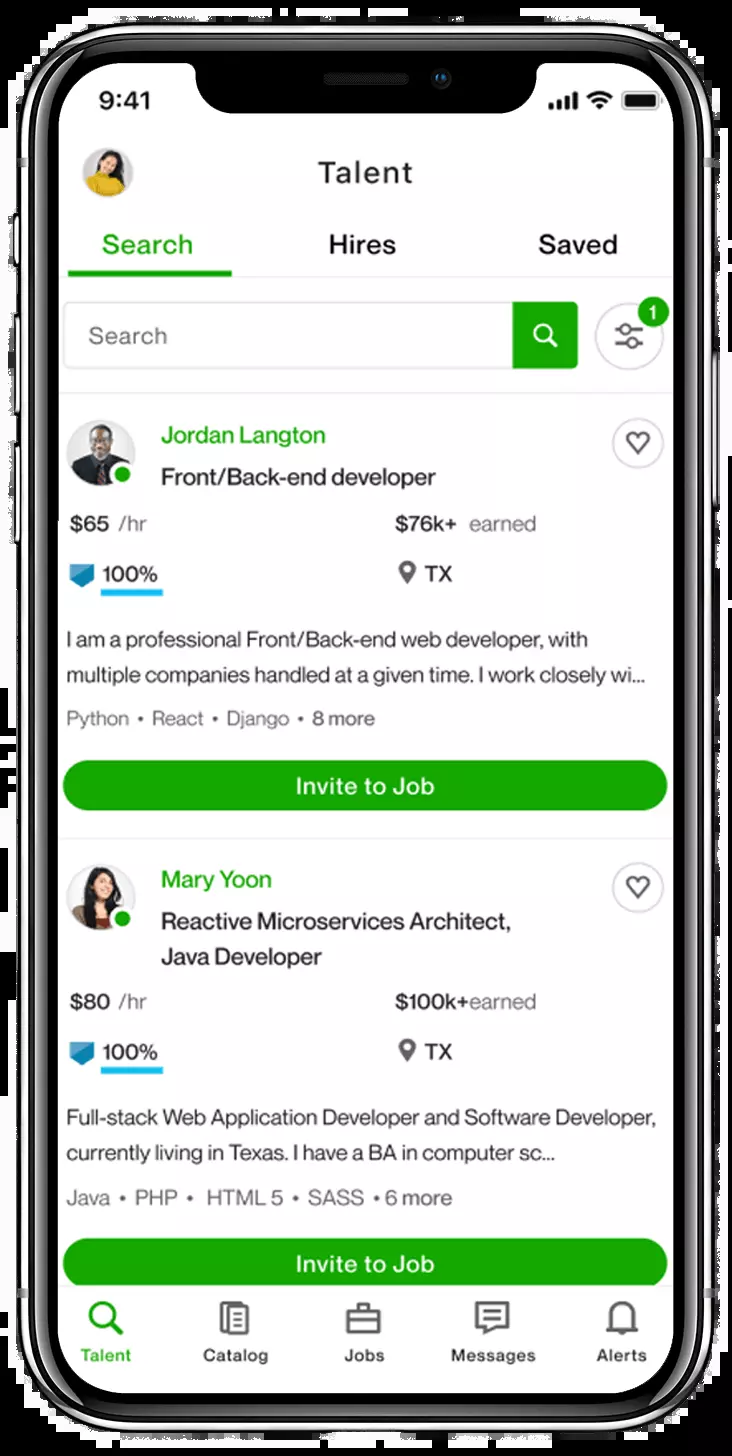 9:41
Talent
Search Hires Saved
Search
1
Jordan Langton
Front/Back-end developer
$65 /hr $76k+ earned
100% TX
I am a professional Front/Back-end web developer, with
multiple companies handled at a given time. I work closely wi...
Python • React • Django • 8 more
Invite to Job
Mary Yoon
Reactive Microservices Architect,
Java Developer
$80 /hr $100k+earned
100% TX
Full-stack Web Application Developer and Software Developer,
currently living in Texas. I have a BA in computer sc...
Java • PHP • HTML 5 • SASS • 6 more
Invite to Job
Talent Catalog Jobs Messages Alerts